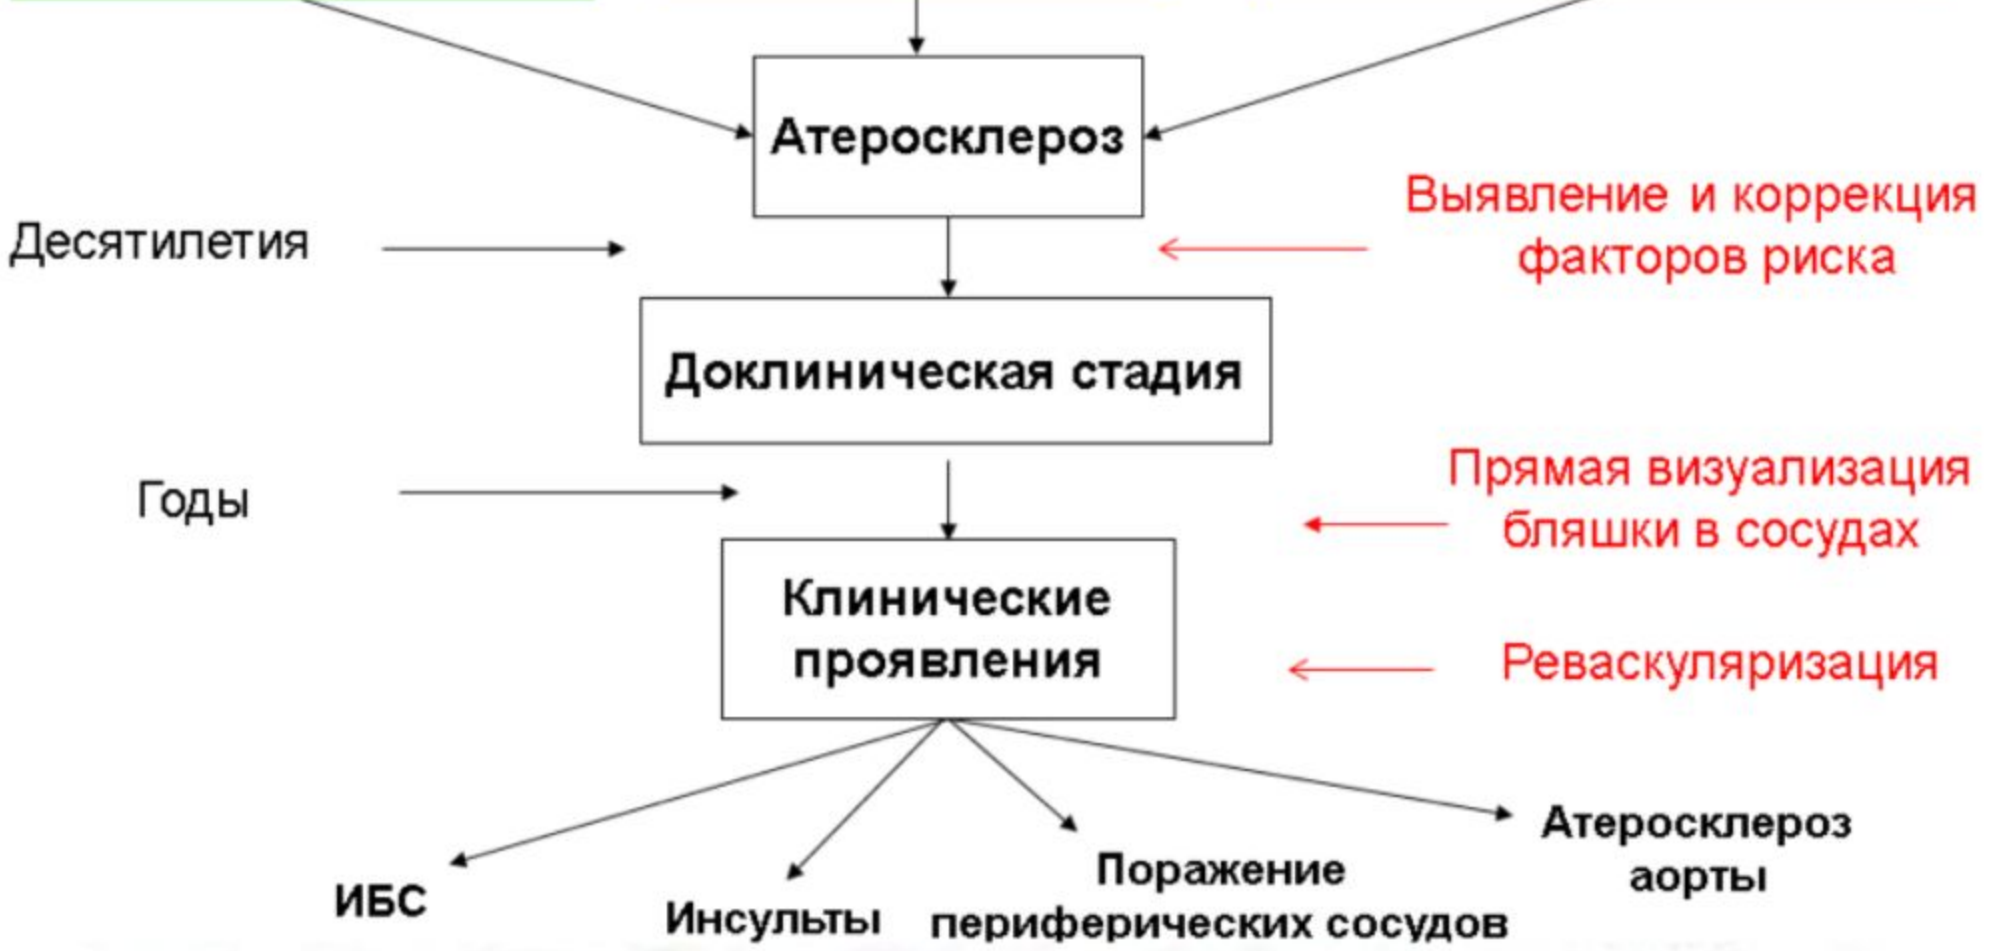 Атеросклероз
Десятилетия
Выявление и коррекция
факторов риска
Доклиническая стадия
Годы
Прямая визуализация
бляшки в сосудах
Клинические
проявления
Реваскуляризация
ИБС
Инсульты
Поражение
периферических сосудов
Атеросклероз
аорты